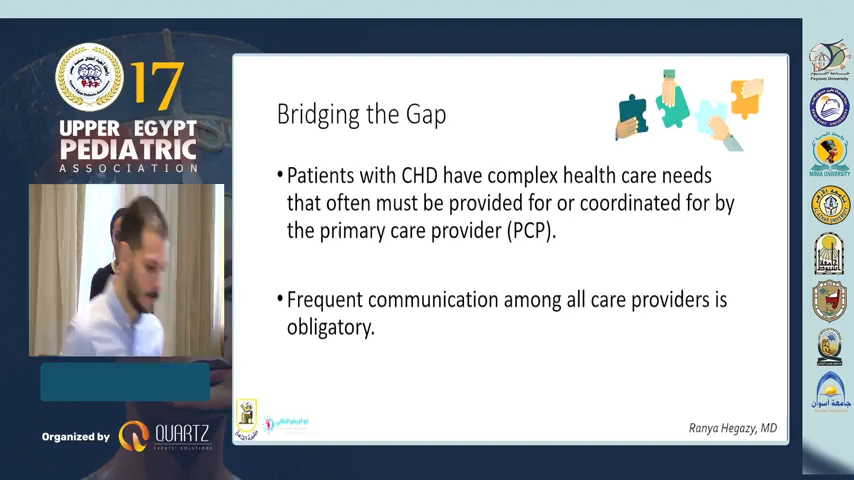 17
UPPER EGYPT
PEDIATRIC
ASSOCIATION
Organized by
QUARTZ
EVENTS' SOLUTIONS
Bridging the Gap
•Patients with CHD have complex health care needs
that often must be provided for or coordinated for by
the primary care provider (PCP).
•Frequent communication among all care providers is
obligatory.
Ranya Hegazy, MD
Fayoum University
MINIA UNIVERSITY
جامعة أسوان